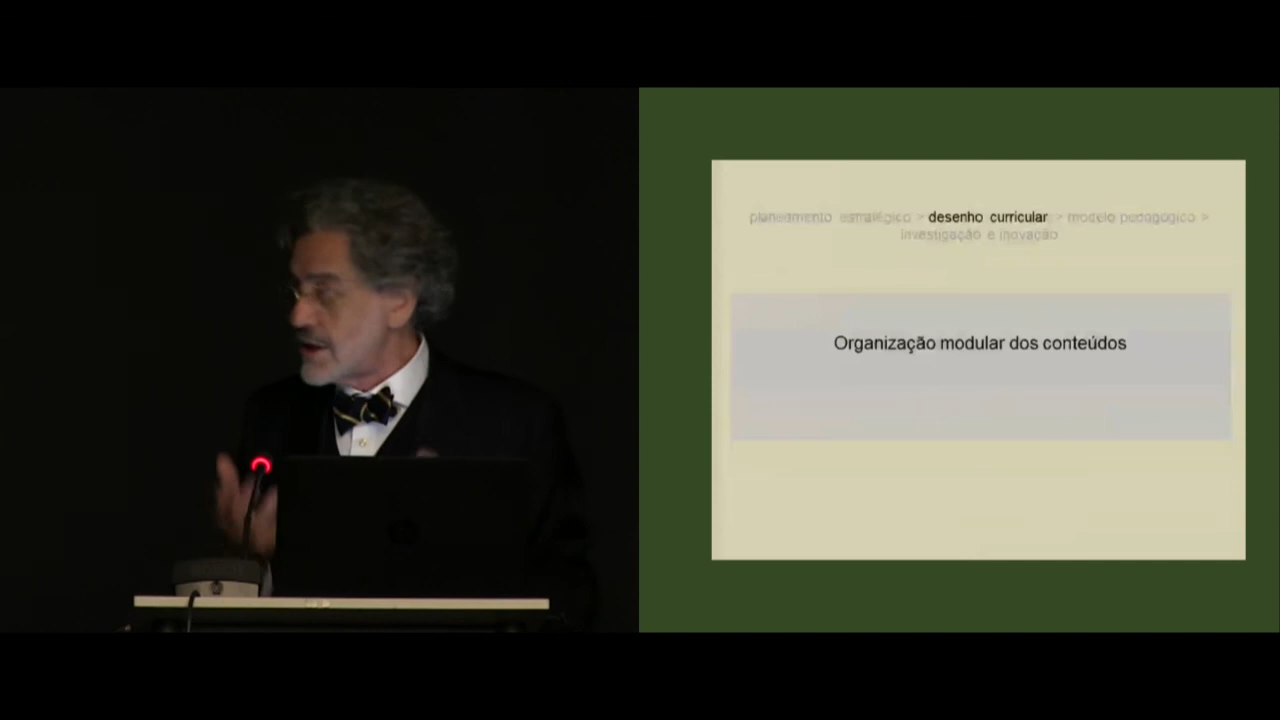 planeamento estratégico > desenho curricular > modelo pedagógico >
investigação e inovação
Organização modular dos conteúdos